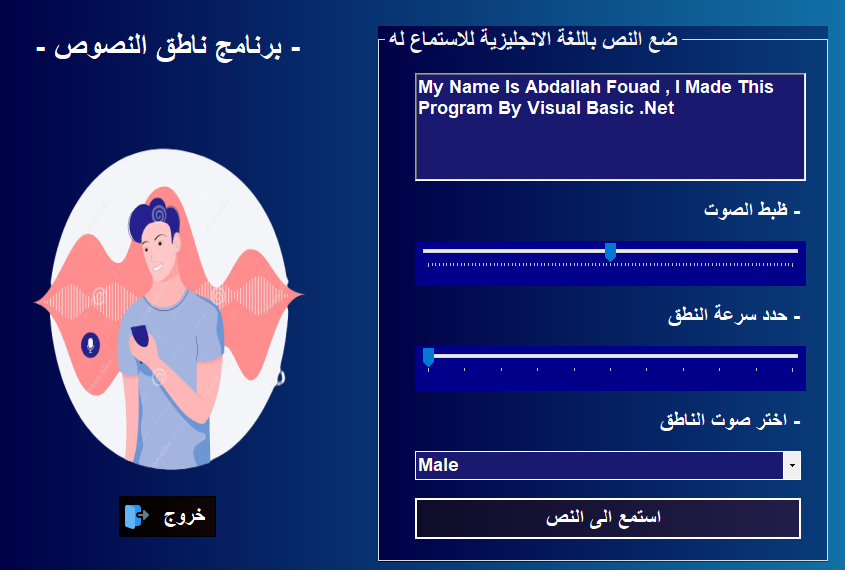 - برنامج ناطق النصوص -
ضع النص باللغة الانجليزية للاستماع له
My Name Is Abdallah Fouad , I Made This
Program By Visual Basic .Net
- ظبط الصوت
- حدد سرعة النطق
- اختر صوت الناطق
Male
استمع الى النص
خروج